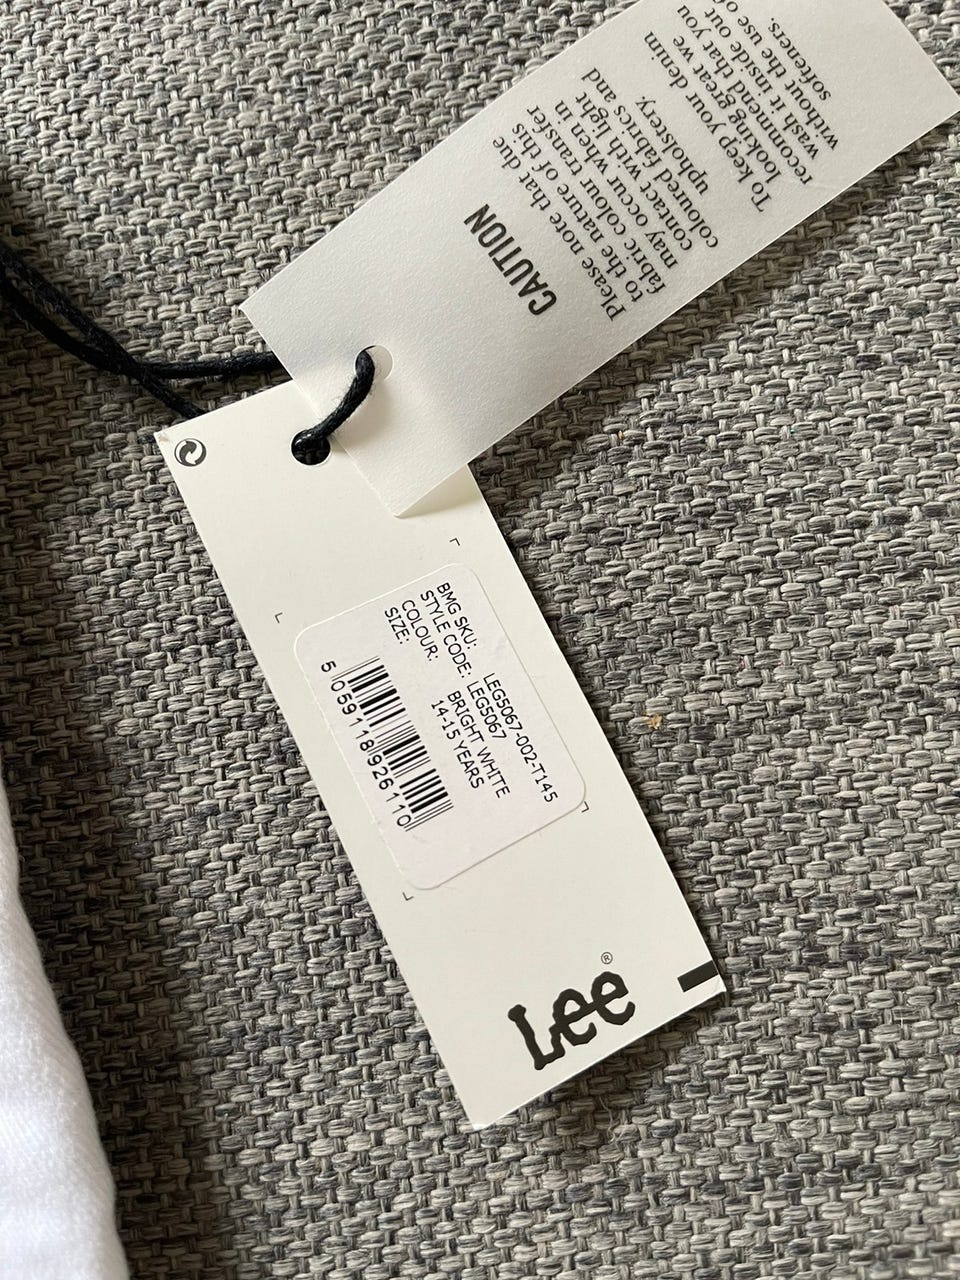 CAUTION
Please note that due
to the nature of this
fabric colour transfer
may occur when in
contact with light
coloured fabrics and
upholstery.
To keep your denim
looking great we
recommend that you
wash it inside out
without the use of
softeners.
BMG SKU: LEG5067-002-T145
STYLE CODE: LEG5067
COLOUR: BRIGHT WHITE
SIZE: 14-15 YEARS
5 059118 926110
Lee®